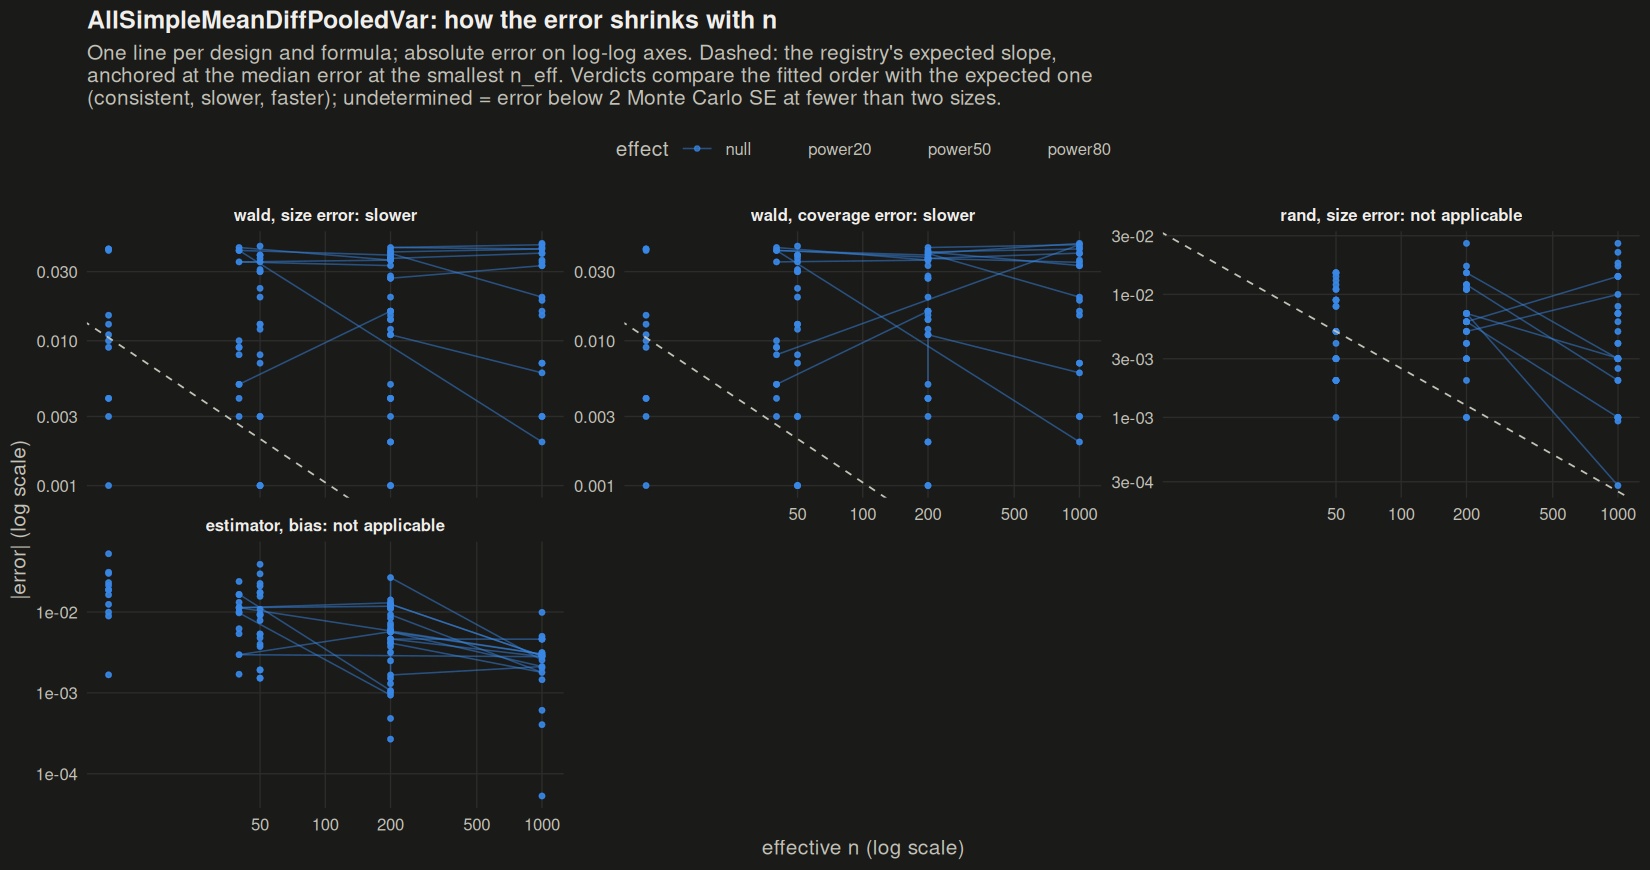 AllSimpleMeanDiffPooledVar: how the error shrinks with n
One line per design and formula; absolute error on log-log axes. Dashed: the registry's expected slope,
anchored at the median error at the smallest n_eff. Verdicts compare the fitted order with the expected one
(consistent, slower, faster); undetermined = error below 2 Monte Carlo SE at fewer than two sizes.
effect null power20 power50 power80
wald, size error: slower
0.030
0.010
0.003
0.001
wald, coverage error: slower
0.030
0.010
0.003
0.001
50 100 200 500 1000
rand, size error: not applicable
3e-02
1e-02
3e-03
1e-03
3e-04
50 100 200 500 1000
estimator, bias: not applicable
1e-02
1e-03
1e-04
50 100 200 500 1000
|error| (log scale)
effective n (log scale)